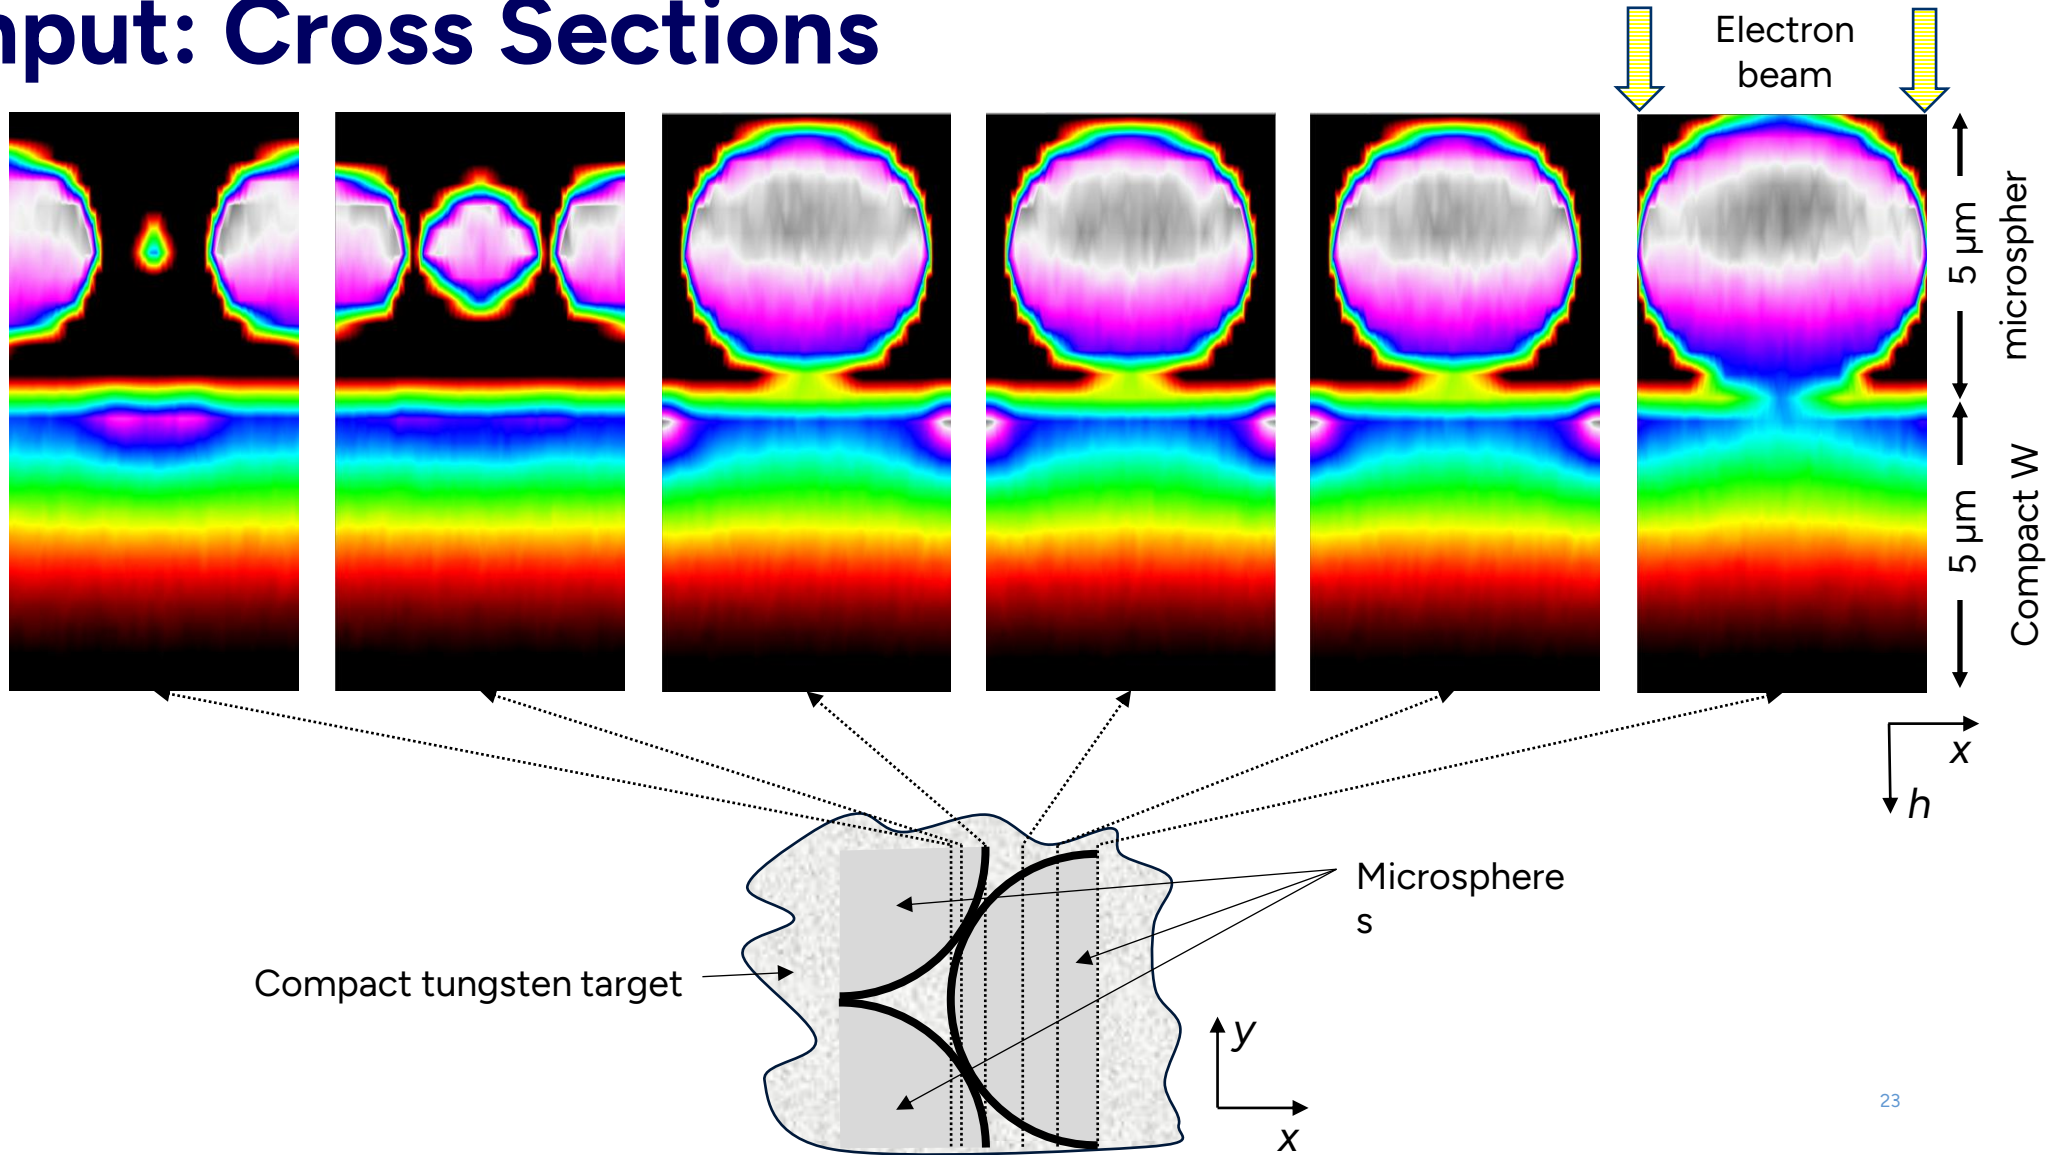 nput: Cross Sections
Electron
beam
5 µm
microspher
5 µm
Compact W
x
h
Microsphere
s
Compact tungsten target
y
x
23